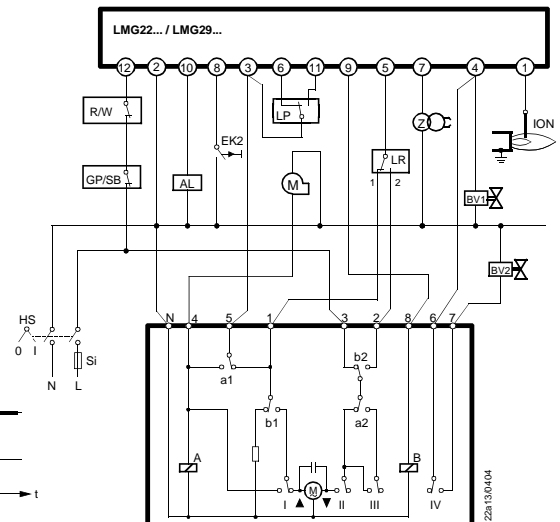 LMG22... / LMG29...
12 2 10 8 3 6 11 9 5 7 4 1
R/W
LP
EK2
Z
ION
GP/SB
AL
M
LR
1 2
BV1
BV2
HS
0 I
Si
N L
N 4 5 1 3 2 8 6 7
a1
b2
b1
a2
A
B
M
I II III IV
t
22a13/0404